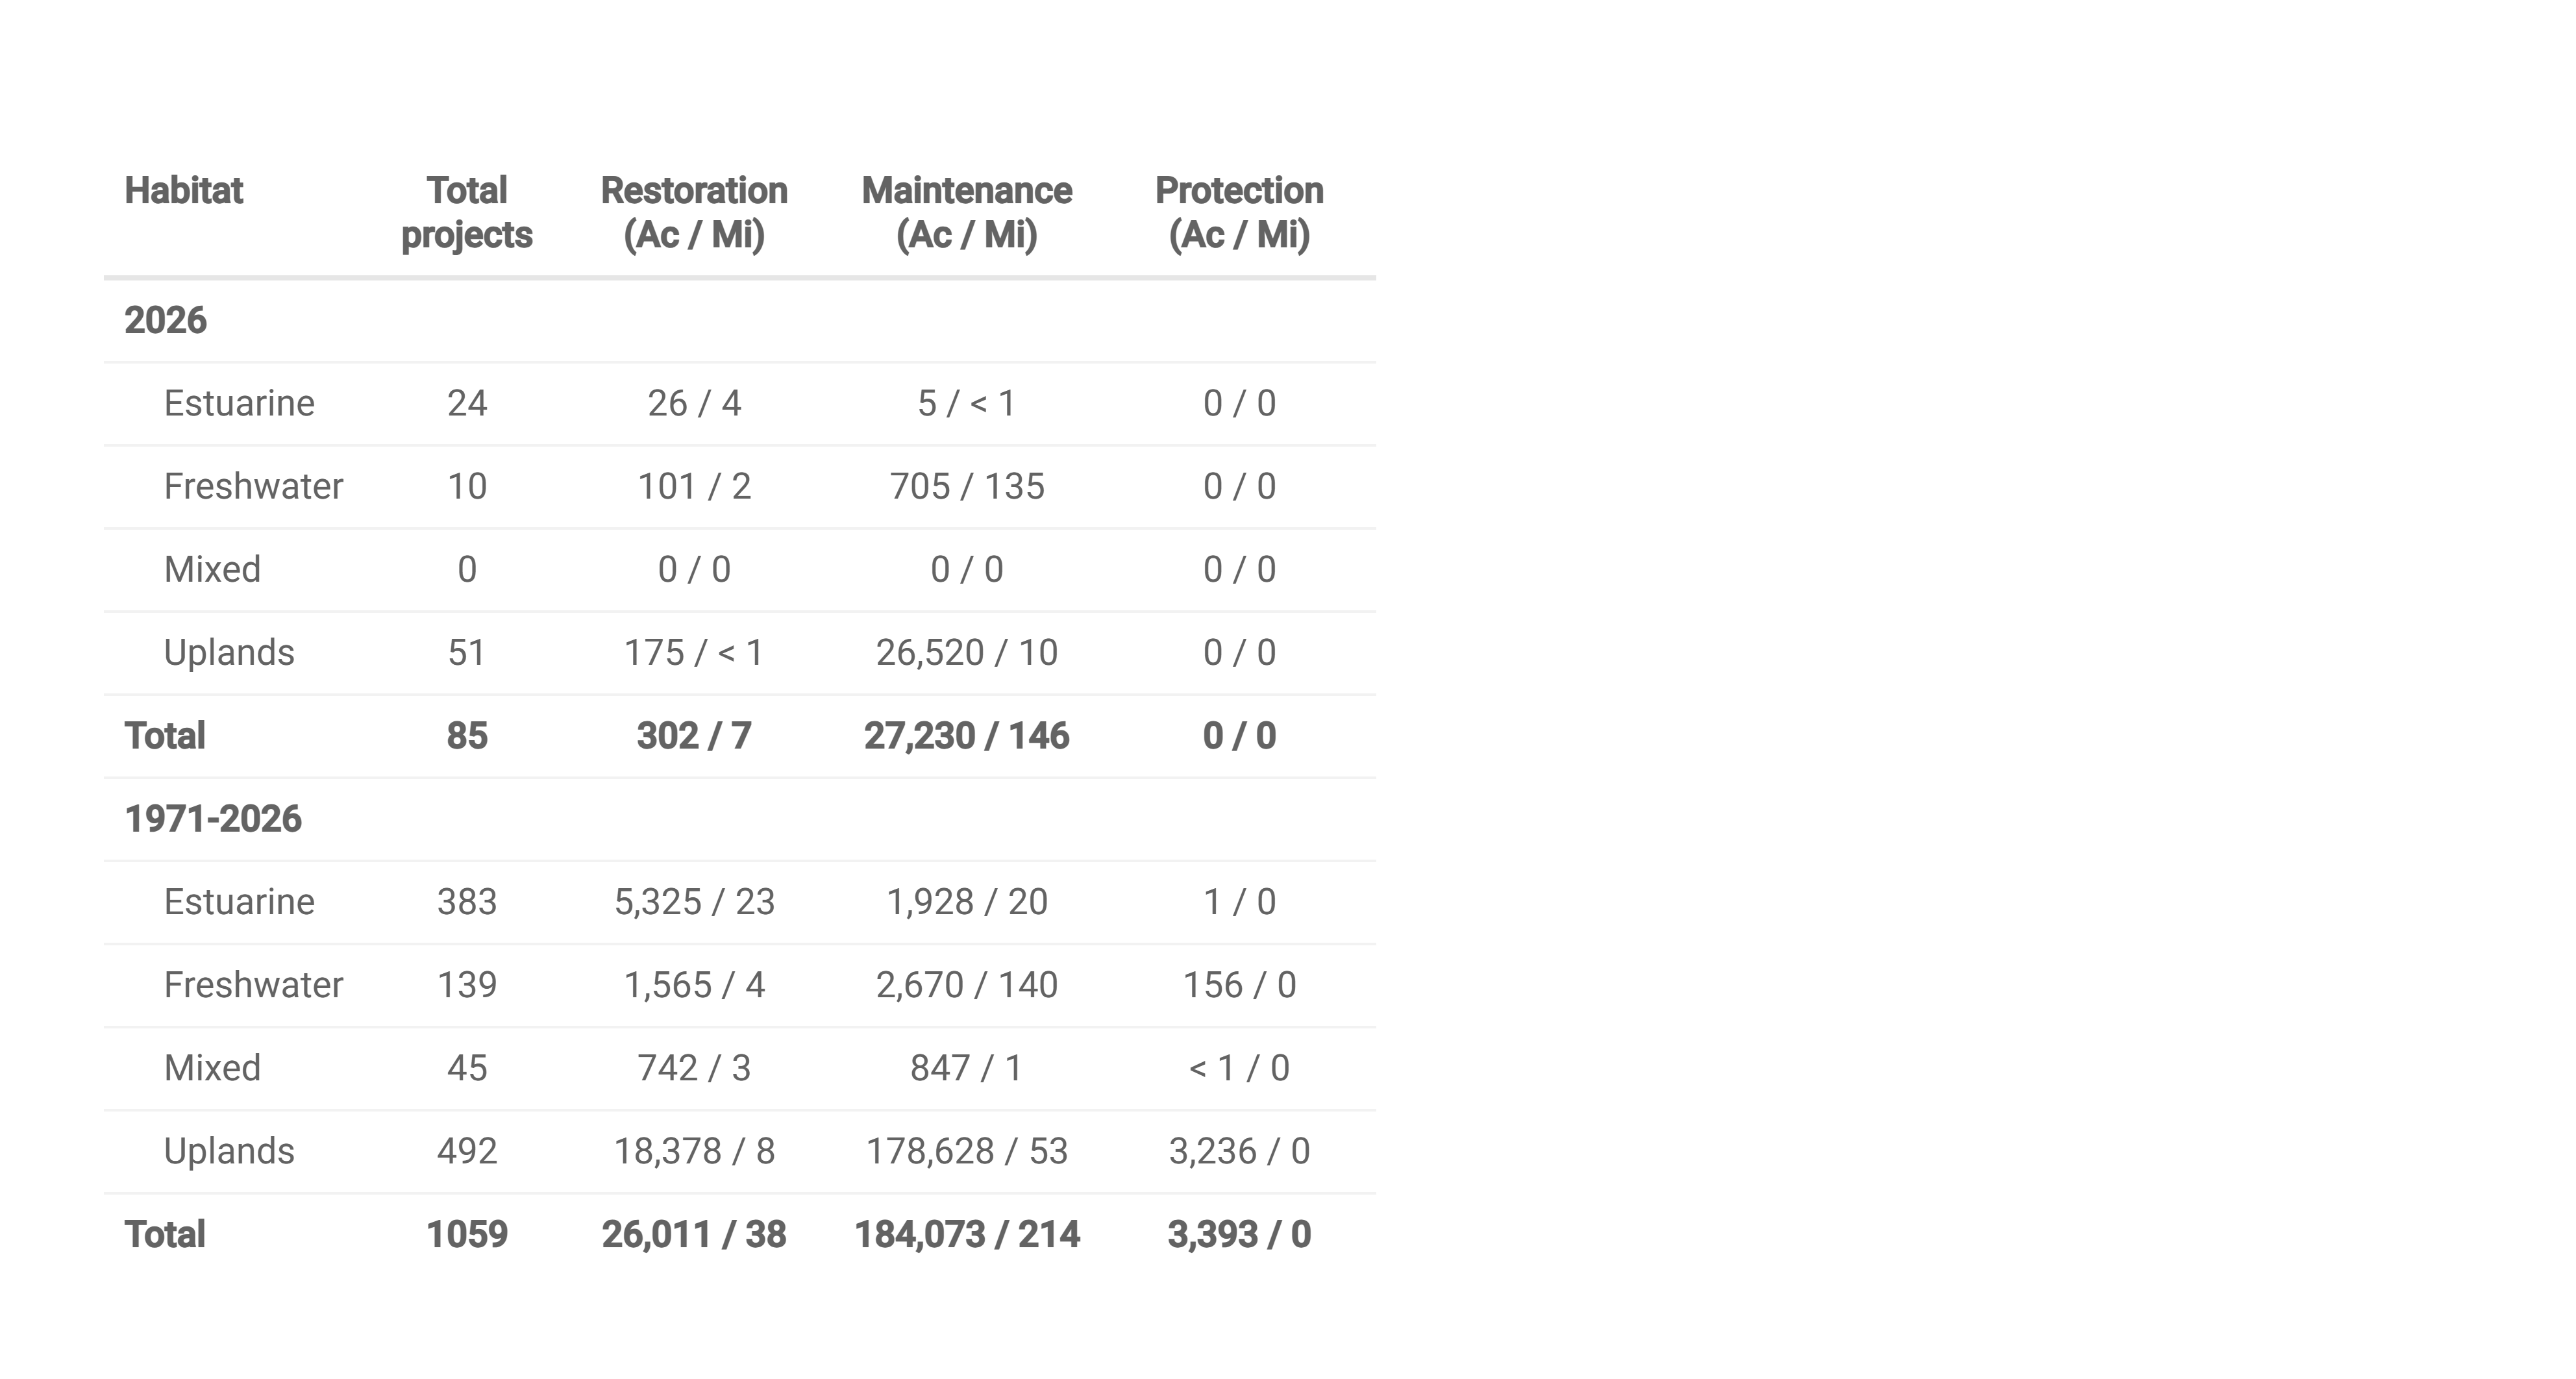 Habitat Total projects Restoration (Ac / Mi) Maintenance (Ac / Mi) Protection (Ac / Mi)
2026
Estuarine 24 26 / 4 5 / < 1 0 / 0
Freshwater 10 101 / 2 705 / 135 0 / 0
Mixed 0 0 / 0 0 / 0 0 / 0
Uplands 51 175 / < 1 26,520 / 10 0 / 0
Total 85 302 / 7 27,230 / 146 0 / 0
1971-2026
Estuarine 383 5,325 / 23 1,928 / 20 1 / 0
Freshwater 139 1,565 / 4 2,670 / 140 156 / 0
Mixed 45 742 / 3 847 / 1 < 1 / 0
Uplands 492 18,378 / 8 178,628 / 53 3,236 / 0
Total 1059 26,011 / 38 184,073 / 214 3,393 / 0